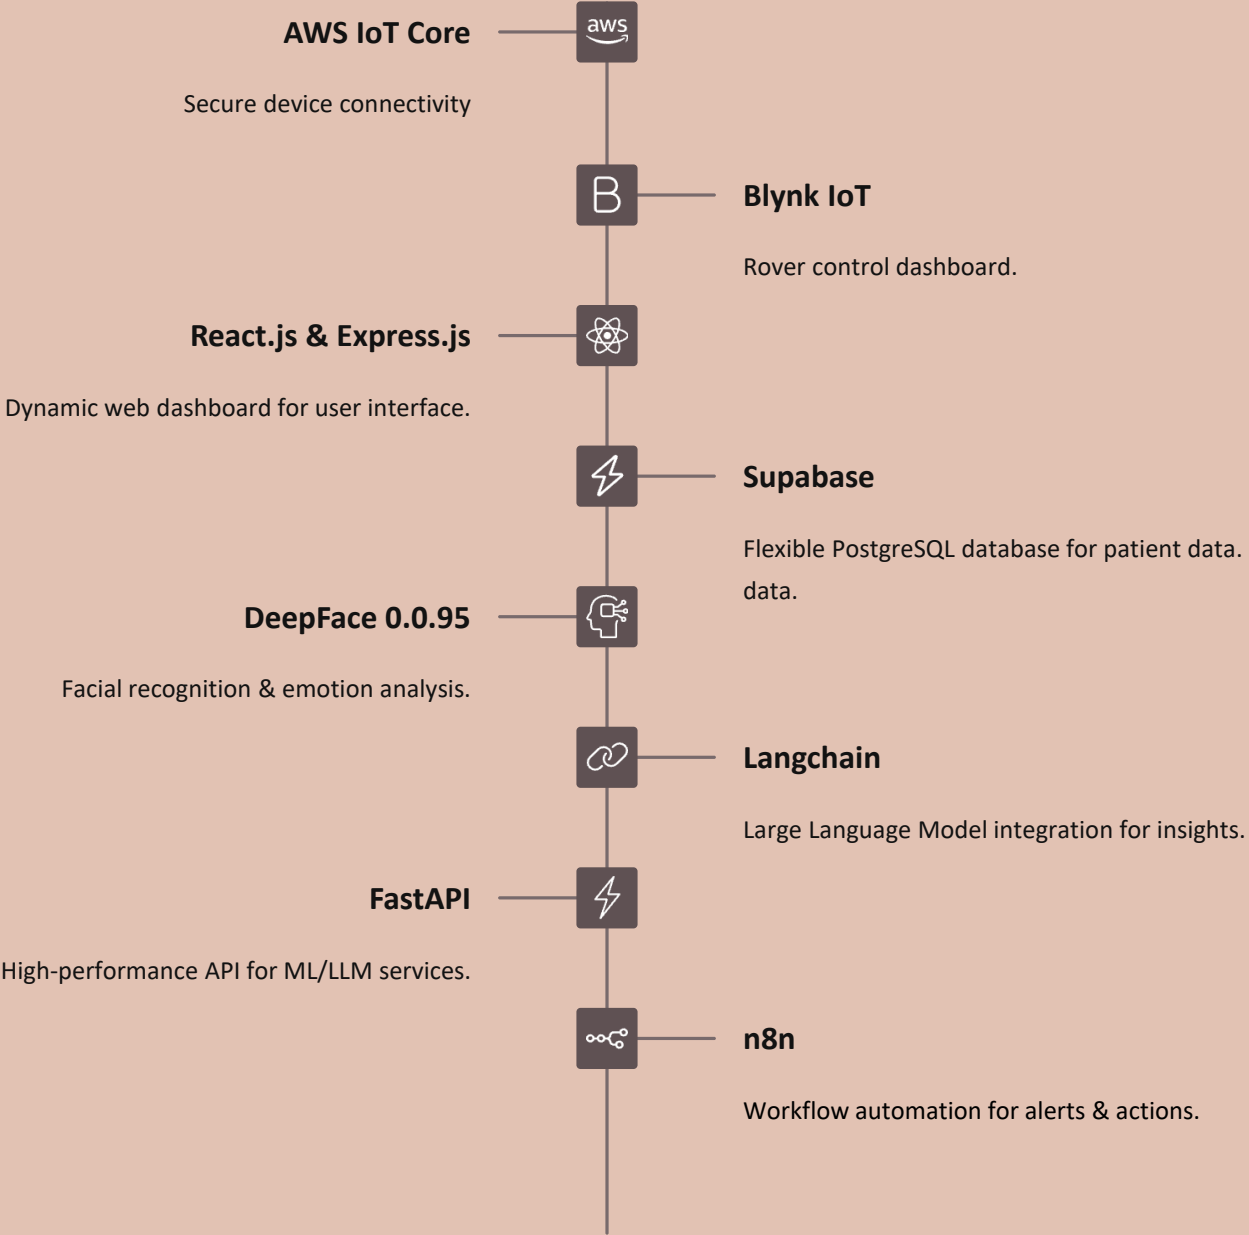 AWS IoT Core
aws
Secure device connectivity
B
Blynk IoT
Rover control dashboard.
React.js & Express.js
Dynamic web dashboard for user interface.
Supabase
Flexible PostgreSQL database for patient data.
data.
DeepFace 0.0.95
Facial recognition & emotion analysis.
Langchain
Large Language Model integration for insights.
FastAPI
High-performance API for ML/LLM services.
n8n
Workflow automation for alerts & actions.